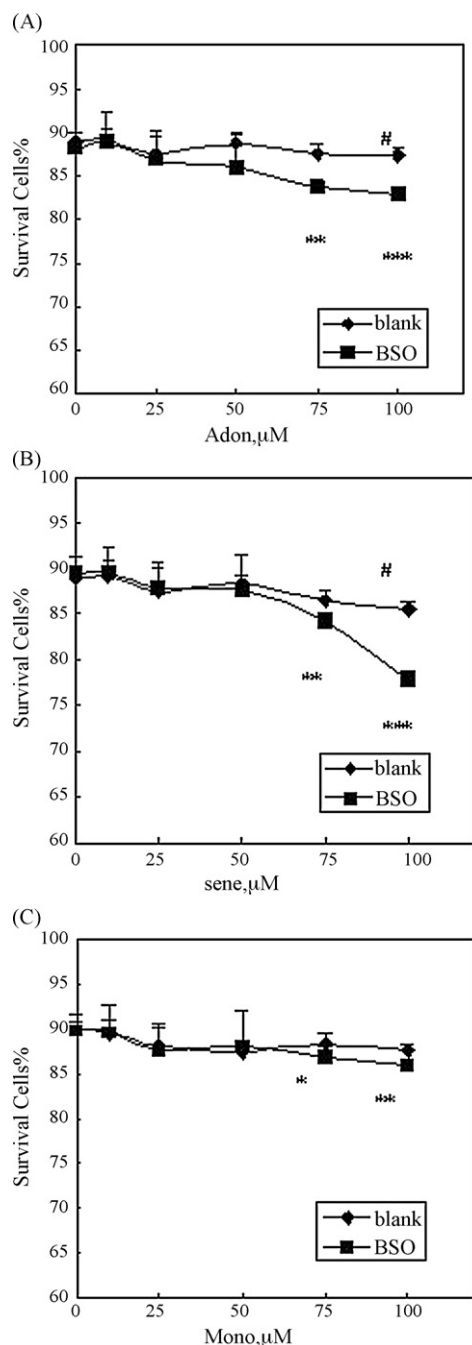 (A)
100
95
90
85
80
75
70
65
60
Survival Cells%
#
**
***
blank
BSO
0 25 50 75 100
Adon,μM
(B)
100
95
90
85
80
75
70
65
60
Survival Cells%
#
**
***
blank
BSO
0 25 50 75 100
sene,μM
(C)
100
95
90
85
80
75
70
65
60
Survival Cells%
*
**
blank
BSO
0 25 50 75 100
Mono,μM